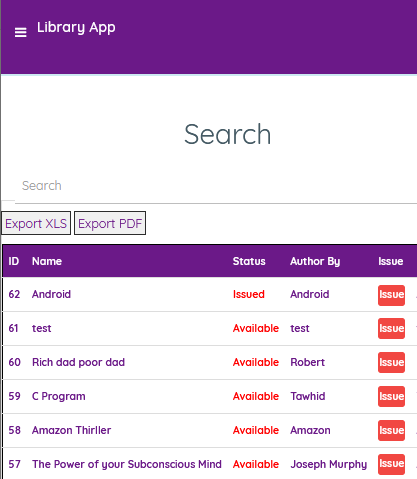 Library App
Search
Search
Export XLS Export PDF
ID Name Status Author By Issue
62 Android Issued Android Issue
61 test Available test Issue
60 Rich dad poor dad Available Robert Issue
59 C Program Available Tawhid Issue
58 Amazon Thirller Available Amazon Issue
57 The Power of your Subconscious Mind Available Joseph Murphy Issue